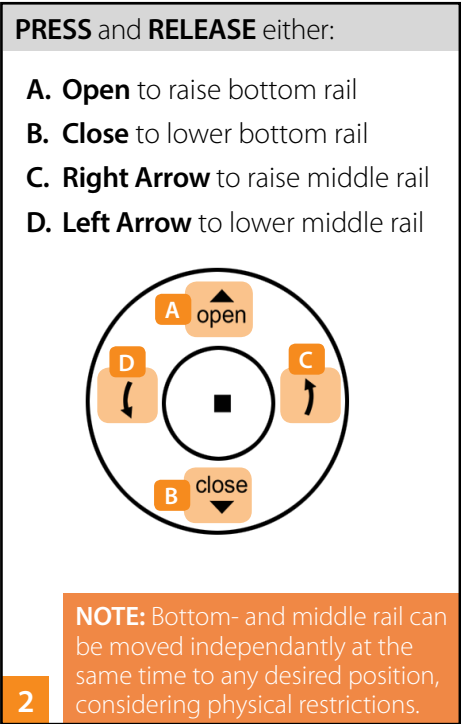 PRESS and RELEASE either:
A. Open to raise bottom rail
B. Close to lower bottom rail
C. Right Arrow to raise middle rail
D. Left Arrow to lower middle rail
A open
D C
B close
NOTE: Bottom- and middle rail can
be moved independantly at the
same time to any desired position,
2 considering physical restrictions.